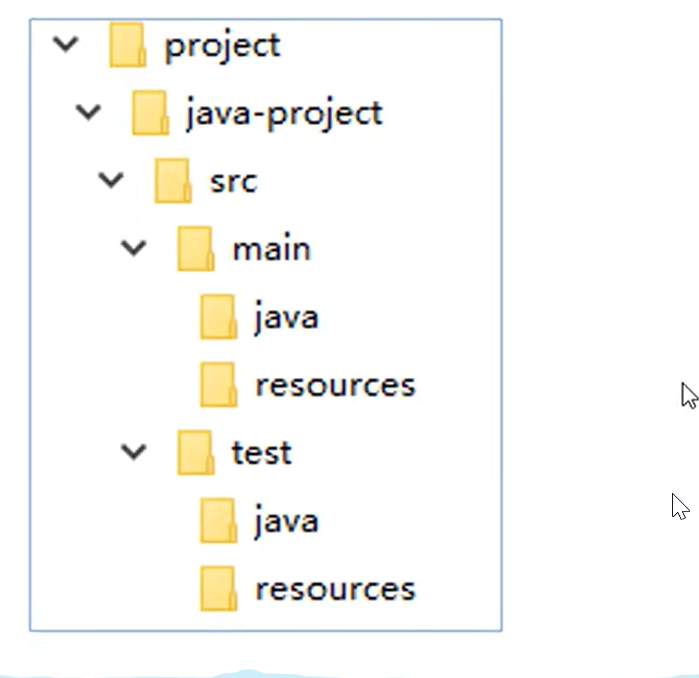 project
java-project
src
main
java
resources
test
java
resources